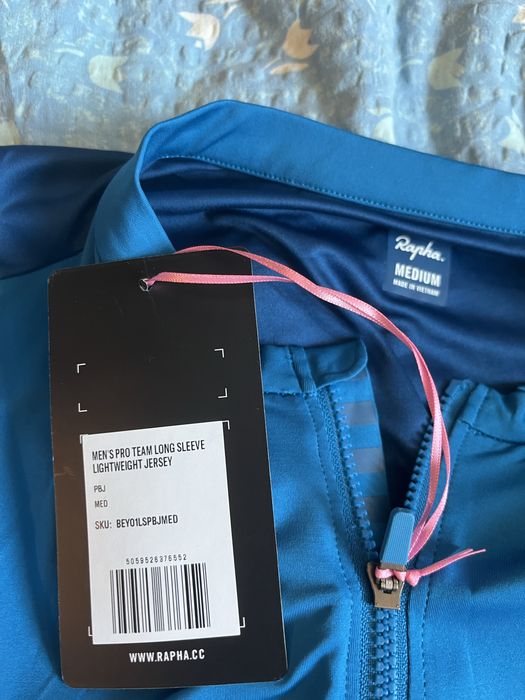 Rapha.
MEDIUM
MADE IN VIETNAM
MEN'S PRO TEAM LONG SLEEVE
LIGHTWEIGHT JERSEY
PBJ
MED
SKU: BEY01LSPBJMED
5059526376552
WWW.RAPHA.CC